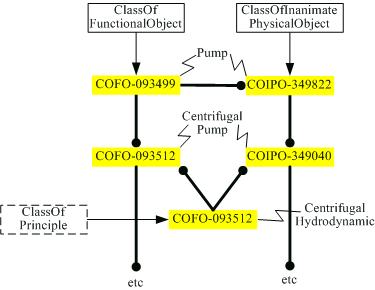 ClassOf
FunctionalObject
ClassOfInanimate
PhysicalObject
Pump
COFO-093499
COIPO-349822
Centrifugal
Pump
COFO-093512
COIPO-349040
ClassOf
Principle
COFO-093512
Centrifugal
Hydrodynamic
etc
etc